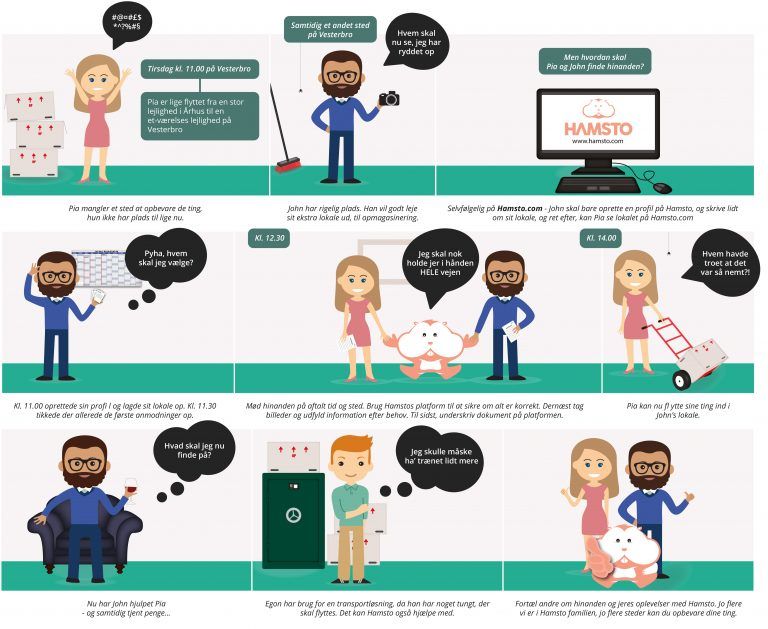 #@¤#£$
*^?%#§
Tirsdag kl. 11.00 på Vesterbro
Pia er lige flyttet fra en stor
lejlighed i Århus til en
et-værelses lejlighed på
Vesterbro
Pia mangler et sted at opbevare de ting,
hun ikke har plads til lige nu.
Samtidig et andet sted
på Vesterbro
Hvem skal
nu se, jeg har
ryddet op
John har rigelig plads. Han vil godt leje
sit ekstra lokale ud, til opmagasinering.
Men hvordan skal
Pia og John finde hinanden?
HAMSTO
www.hamsto.com
Selvfølgelig på Hamsto.com - John skal bare oprette en profil på Hamsto, og skrive lidt
om sit lokale, og ret efter, kan Pia se lokalet på Hamsto.com
Pyha, hvem
skal jeg vælge?
Kl. 11.00 oprettede sin profi l og lagde sit lokale op. Kl. 11.30
tikkede der allerede de første anmodninger op.
Kl. 12.30
Jeg skal nok
holde jer i hånden
HELE vejen
Mød hinanden på aftalt tid og sted. Brug Hamstos platform til at sikre om alt er korrekt. Dernæst tag
billeder og udfyld information efter behov. Til sidst, underskriv dokument på platformen.
Kl. 14.00
Hvem havde
troet at det
var så nemt?!
Pia kan nu fl ytte sine ting ind i
John's lokale.
Hvad skal jeg nu
finde på?
Nu har John hjulpet Pia
- og samtidig tjent penge...
Jeg skulle måske
ha' trænet lidt mere
Egon har brug for en transportløsning, da han har noget tungt, der
skal flyttes. Det kan Hamsto også hjælpe med.
Fortæl andre om hinanden og jeres oplevelser med Hamsto. Jo flere
vi er i Hamsto familien, jo flere steder kan du opbevare dine ting.